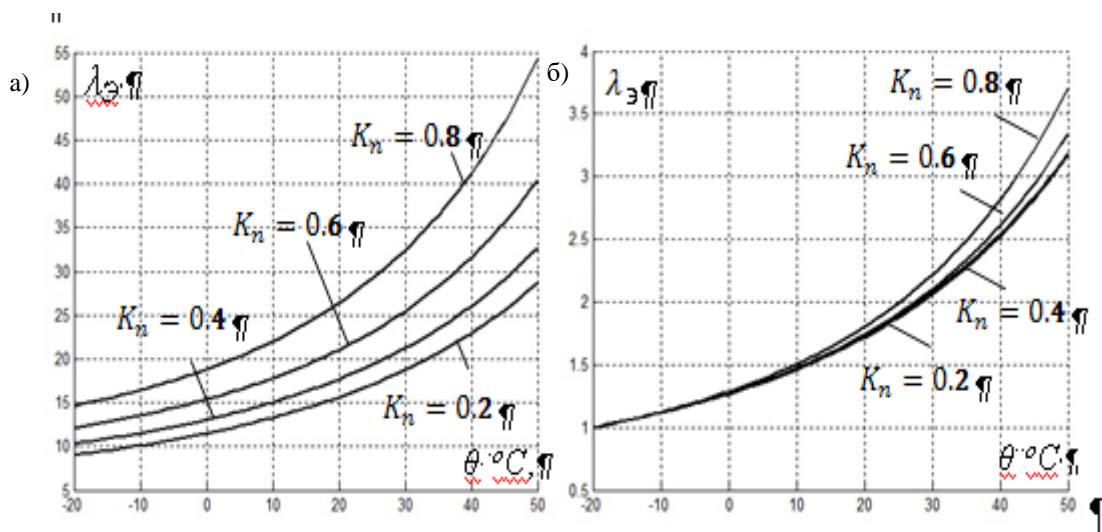 "
а)
55
50
45
40
35
30
25
20
15
10
5
-20 -10 0 10 20 30 40 50
λэ·¶
Kn = 0.8 ¶
Kn = 0.6 ¶
Kn = 0.4 ¶
Kn = 0.2 ¶
θ·°C,¶
б)
4
3.5
3
2.5
2
1.5
1
0.5
-20 -10 0 10 20 30 40 50
λэ¶
Kn = 0.8 ¶
Kn = 0.6 ¶
Kn = 0.4 ¶
Kn = 0.2 ¶
θ·°C·¶
¶